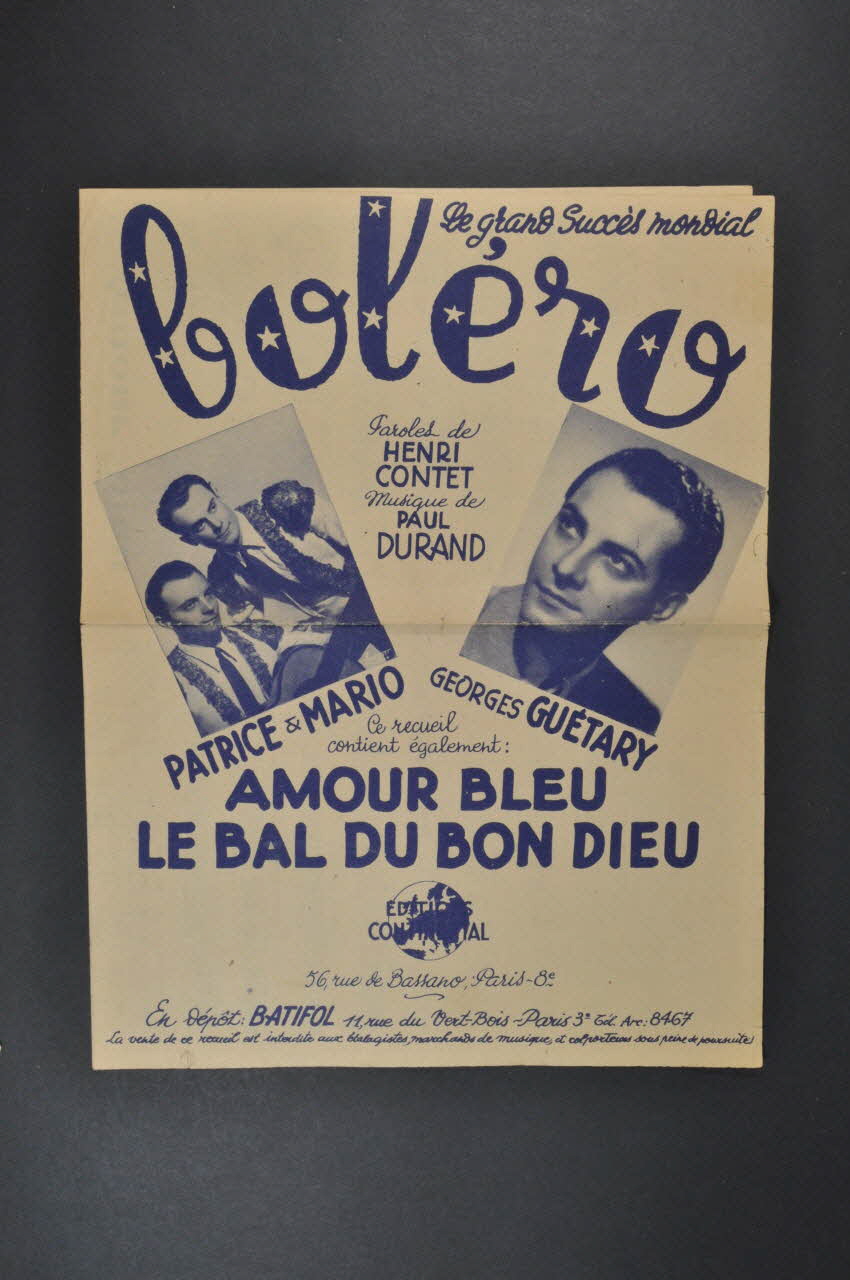 Le grand Succès mondial
boléro
Paroles de
HENRI
CONTET
Musique de
PAUL
DURAND
PATRICE & MARIO
GEORGES GUÉTARY
Ce recueil
contient également :
AMOUR BLEU
LE BAL DU BON DIEU
EDITIONS
CONTINENTAL
56, rue de Bassano, Paris-8e
En dépôt : BATIFOL 11, rue du Vert-Bois - Paris 3e Tél. Arc : 84-67
La vente de ce recueil est interdite aux étalagistes, marchands de musique, et colporteurs sous peine de poursuites